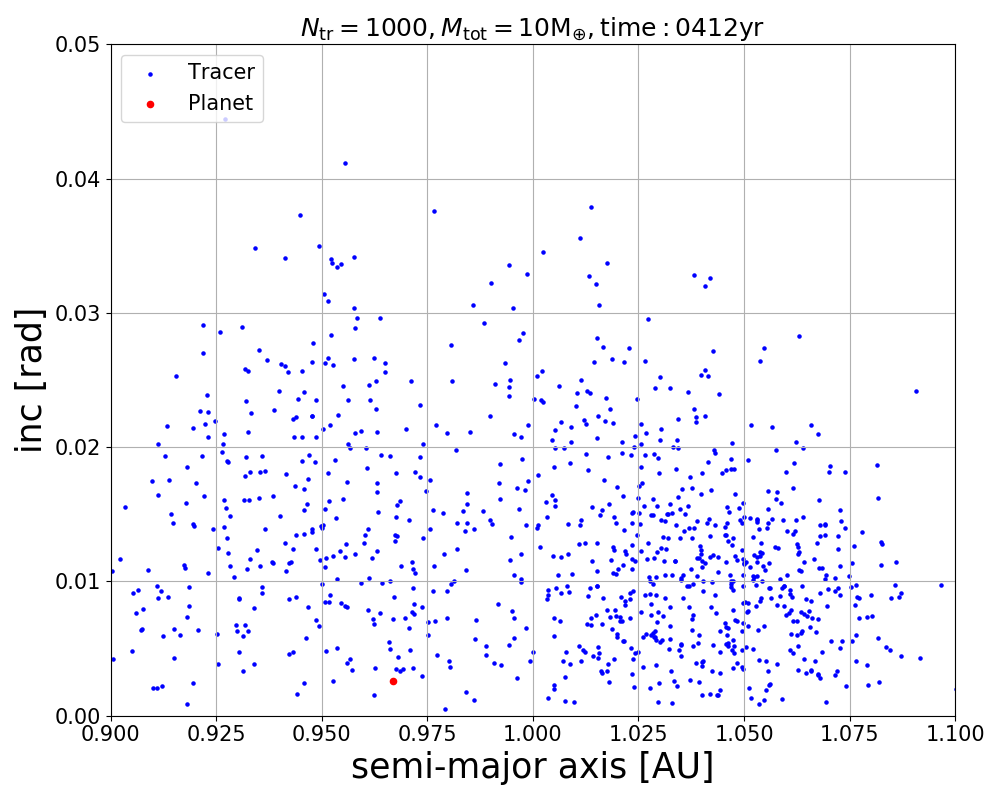 N_tr = 1000, M_tot = 10M_⊕, time : 0412yr
0.05
Tracer
Planet
0.04
0.03
inc [rad]
0.02
0.01
0.00
0.900 0.925 0.950 0.975 1.000 1.025 1.050 1.075 1.100
semi-major axis [AU]